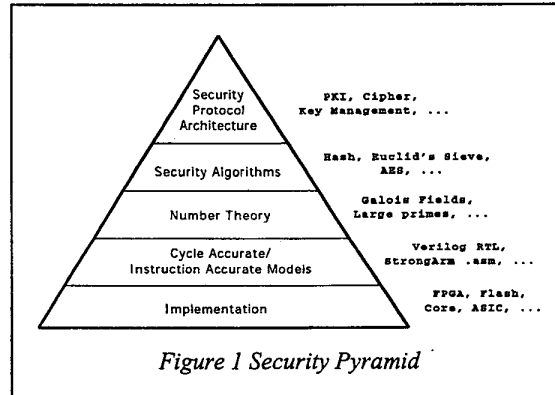 Security
Protocol
Architecture
PKI, Cipher,
Key Management, ...
Security Algorithms
Hash, Euclid's Sieve,
AES, ...
Number Theory
Galois Fields,
Large primes, ...
Cycle Accurate/
Instruction Accurate Models
Verilog RTL,
StrongArm .asm, ...
Implementation
FPGA, Flash,
Core, ASIC, ...
Figure 1 Security Pyramid